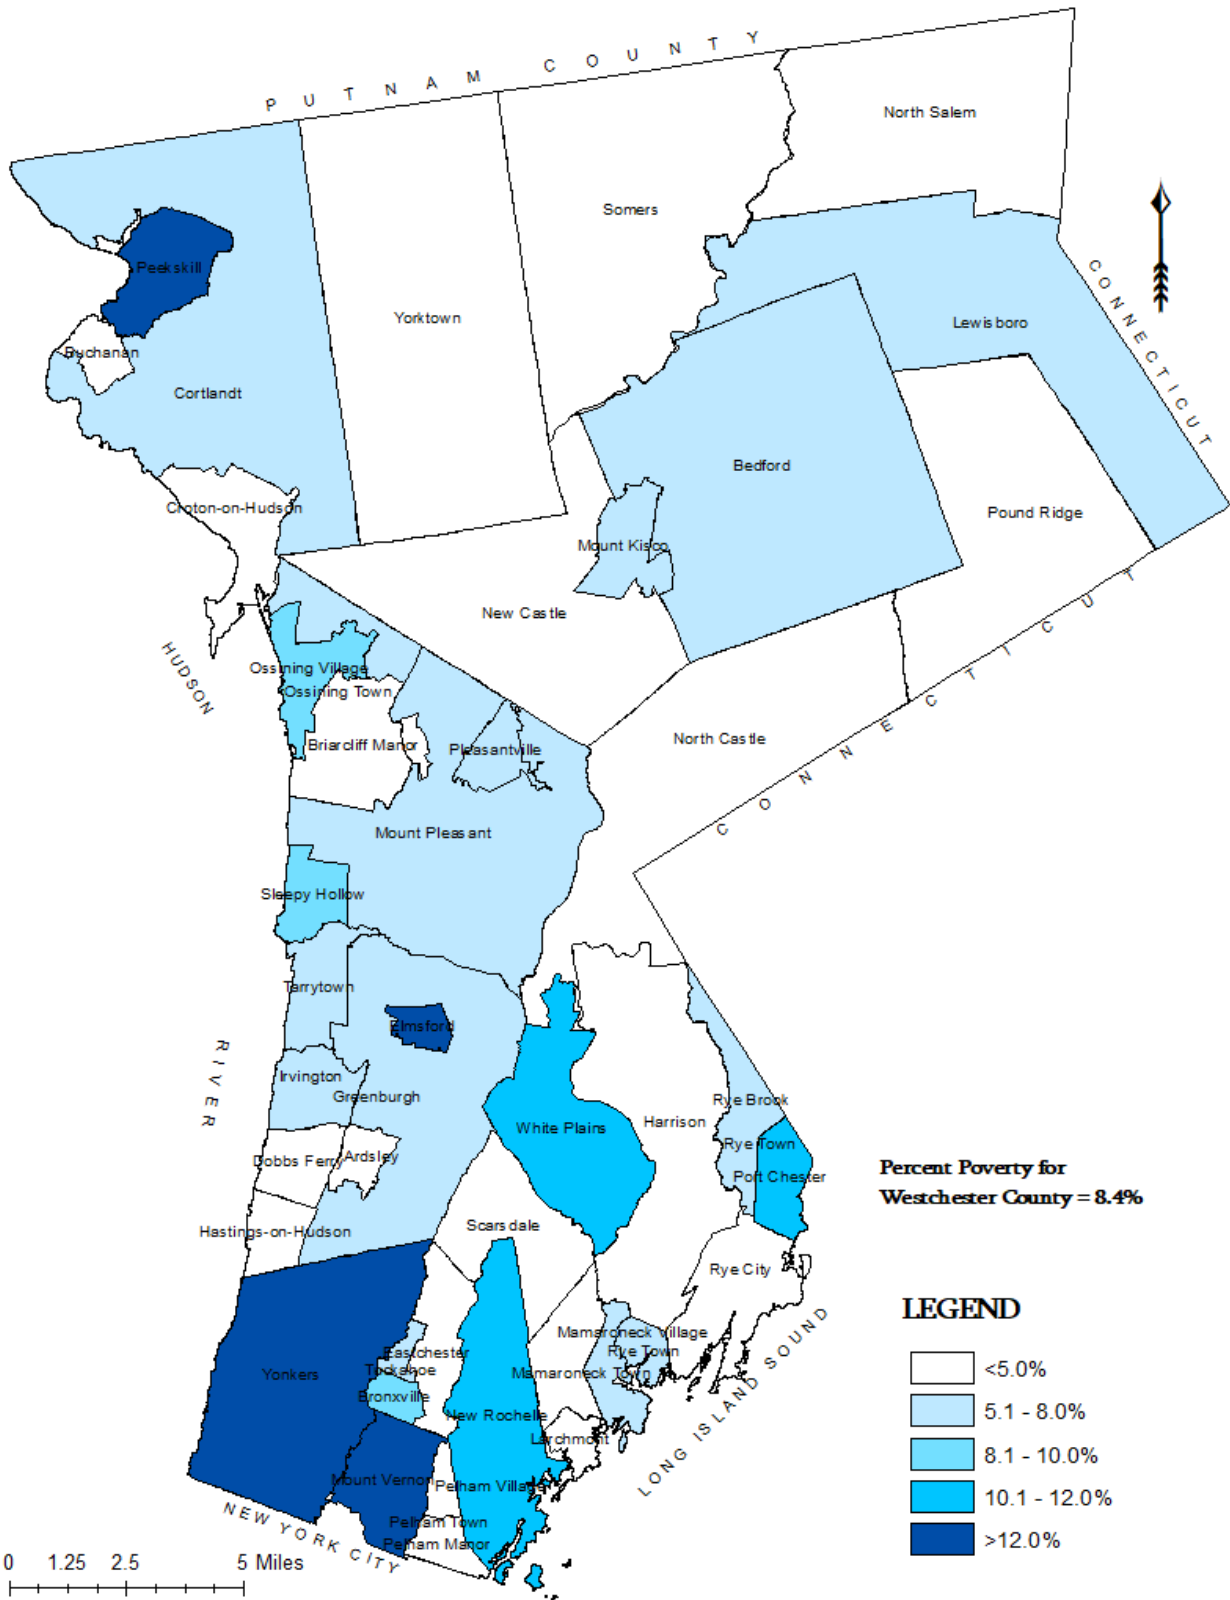 PUTNAM COUNTY
North Salem
Somers
Peekskill
CONNECTICUT
Yorktown
Lewisboro
Buchanan
Cortlandt
Bedford
Croton-on-Hudson
Pound Ridge
Mount Kisco
New Castle
CONNECTICUT
HUDSON
Ossining Village
Ossining Town
Briarcliff Manor
Pleasantville
North Castle
Mount Pleasant
Sleepy Hollow
Tarrytown
Elmsford
RIVER
Irvington
Greenburgh
Rye Brook
White Plains
Harrison
Rye Town
Dobbs Ferry
Ardsley
Port Chester
Percent Poverty for
Westchester County = 8.4%
Hastings-on-Hudson
Scarsdale
Rye City
LEGEND
<5.0%
5.1 - 8.0%
8.1 - 10.0%
10.1 - 12.0%
>12.0%
Mamaroneck Village
Rye Town
Eastchester
Tuckahoe
Mamaroneck Town
Yonkers
Bronxville
New Rochelle
Larchmont
LONG ISLAND SOUND
Mount Vernon
Pelham Village
Pelham Town
Pelham Manor
NEW YORK CITY
0 1.25 2.5 5 Miles